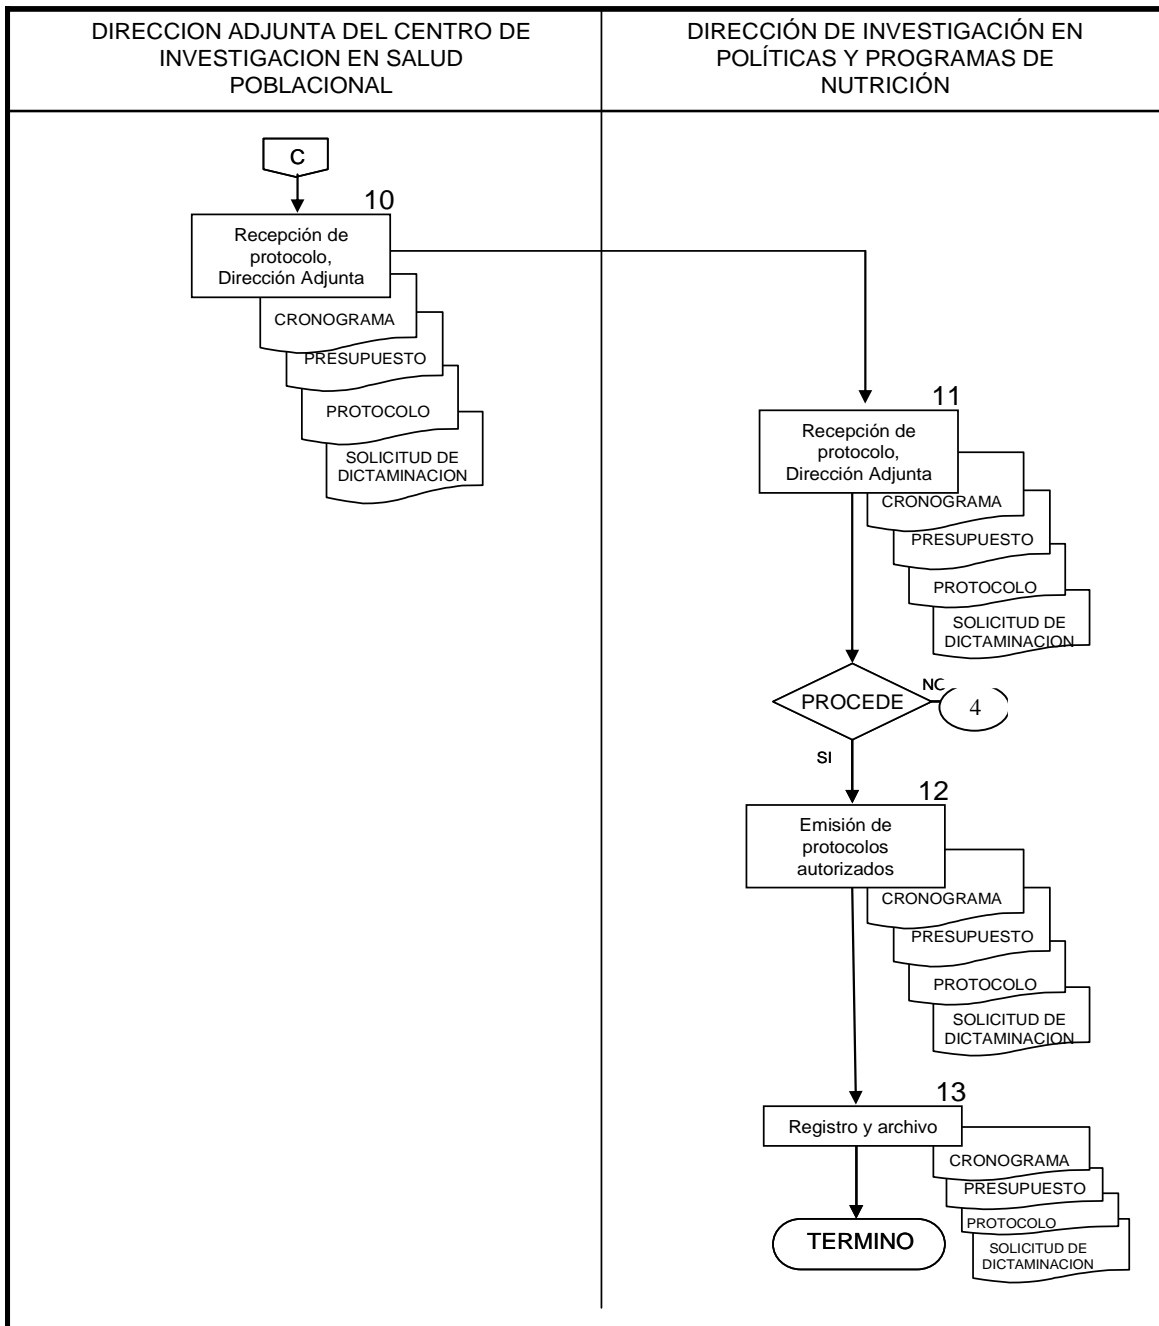 DIRECCION ADJUNTA DEL CENTRO DE
INVESTIGACION EN SALUD
POBLACIONAL
DIRECCIÓN DE INVESTIGACIÓN EN
POLÍTICAS Y PROGRAMAS DE
NUTRICIÓN
C
10
Recepción de
protocolo,
Dirección Adjunta
CRONOGRAMA
PRESUPUESTO
PROTOCOLO
SOLICITUD DE
DICTAMINACION
11
Recepción de
protocolo,
Dirección Adjunta
CRONOGRAMA
PRESUPUESTO
PROTOCOLO
SOLICITUD DE
DICTAMINACION
PROCEDE
NO
4
SI
12
Emisión de
protocolos
autorizados
CRONOGRAMA
PRESUPUESTO
PROTOCOLO
SOLICITUD DE
DICTAMINACION
13
Registro y archivo
CRONOGRAMA
PRESUPUESTO
PROTOCOLO
SOLICITUD DE
DICTAMINACION
TERMINO